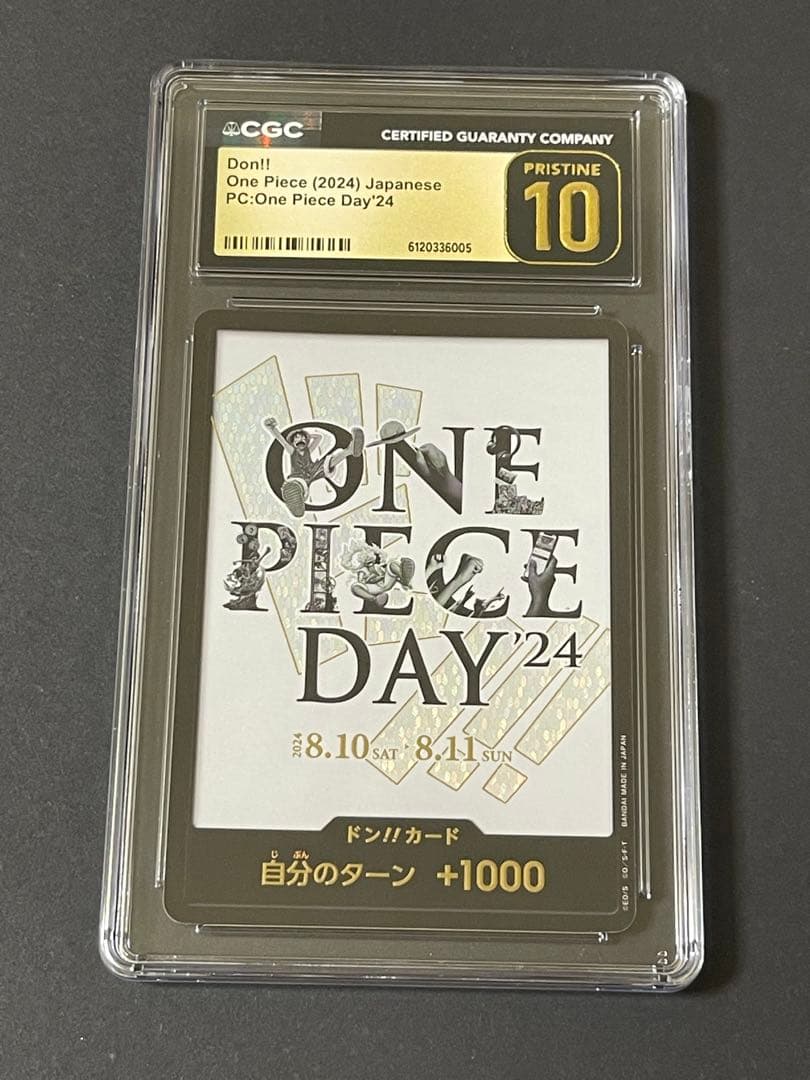 CGC
CERTIFIED GUARANTY COMPANY
Don!!
One Piece (2024) Japanese
PC:One Piece Day'24
6120336005
PRISTINE
10
ONE
PIECE
DAY'24
2024 8.10 SAT - 8.11 SUN
ドン!!カード
じ ぶん
自分のターン +1000
©EO/S ©O/S・F・T BANDAI MADE IN JAPAN